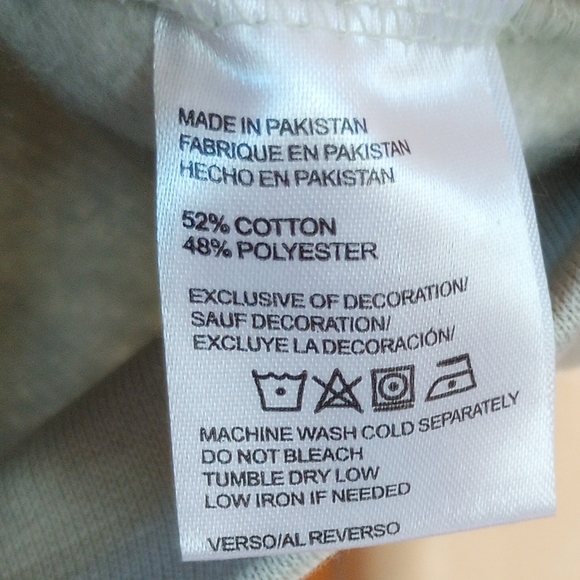 MADE IN PAKISTAN
FABRIQUE EN PAKISTAN
HECHO EN PAKISTAN
52% COTTON
48% POLYESTER
EXCLUSIVE OF DECORATION/
SAUF DECORATION/
EXCLUYE LA DECORACIÓN/
MACHINE WASH COLD SEPARATELY
DO NOT BLEACH
TUMBLE DRY LOW
LOW IRON IF NEEDED
VERSO/AL REVERSO